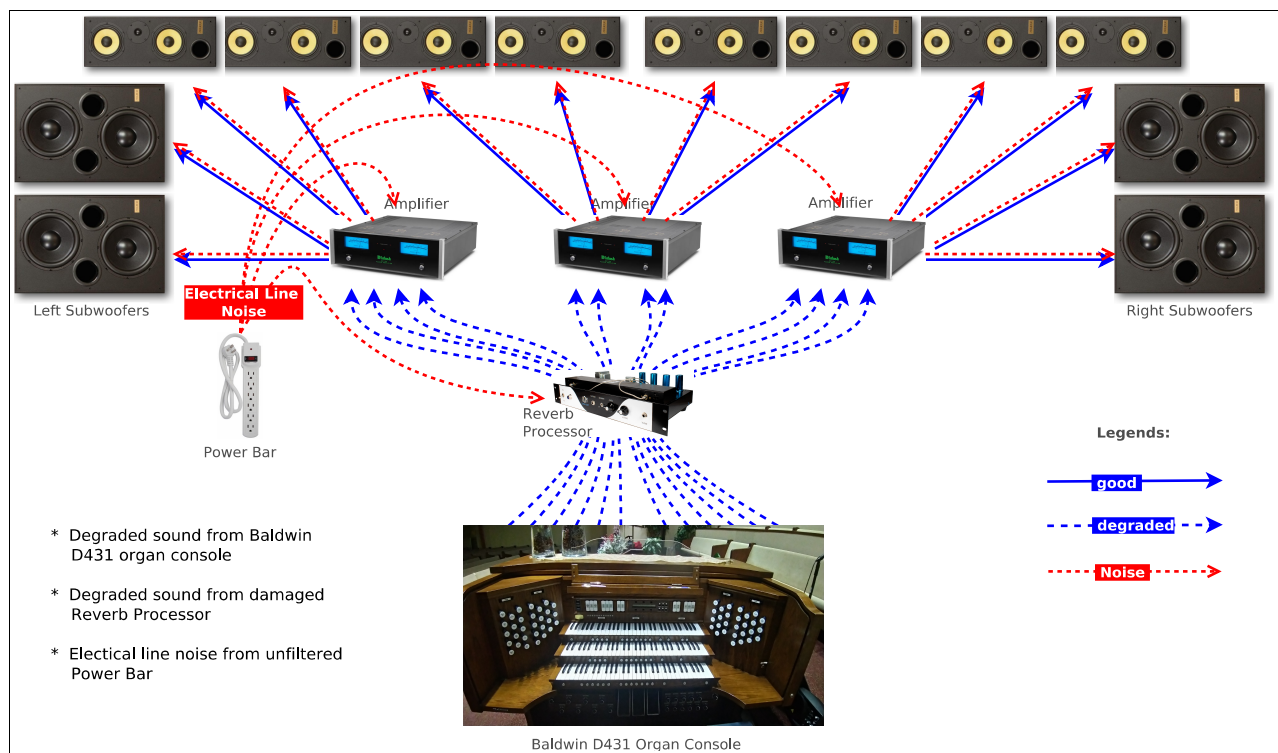 Amplifier
Amplifier
Amplifier
Electrical Line
Noise
Left Subwoofers
Right Subwoofers
Reverb
Processor
Power Bar
Legends:
good
degraded
Noise
* Degraded sound from Baldwin
D431 organ console
* Degraded sound from damaged
Reverb Processor
* Electical line noise from unfiltered
Power Bar
Baldwin D431 Organ Console